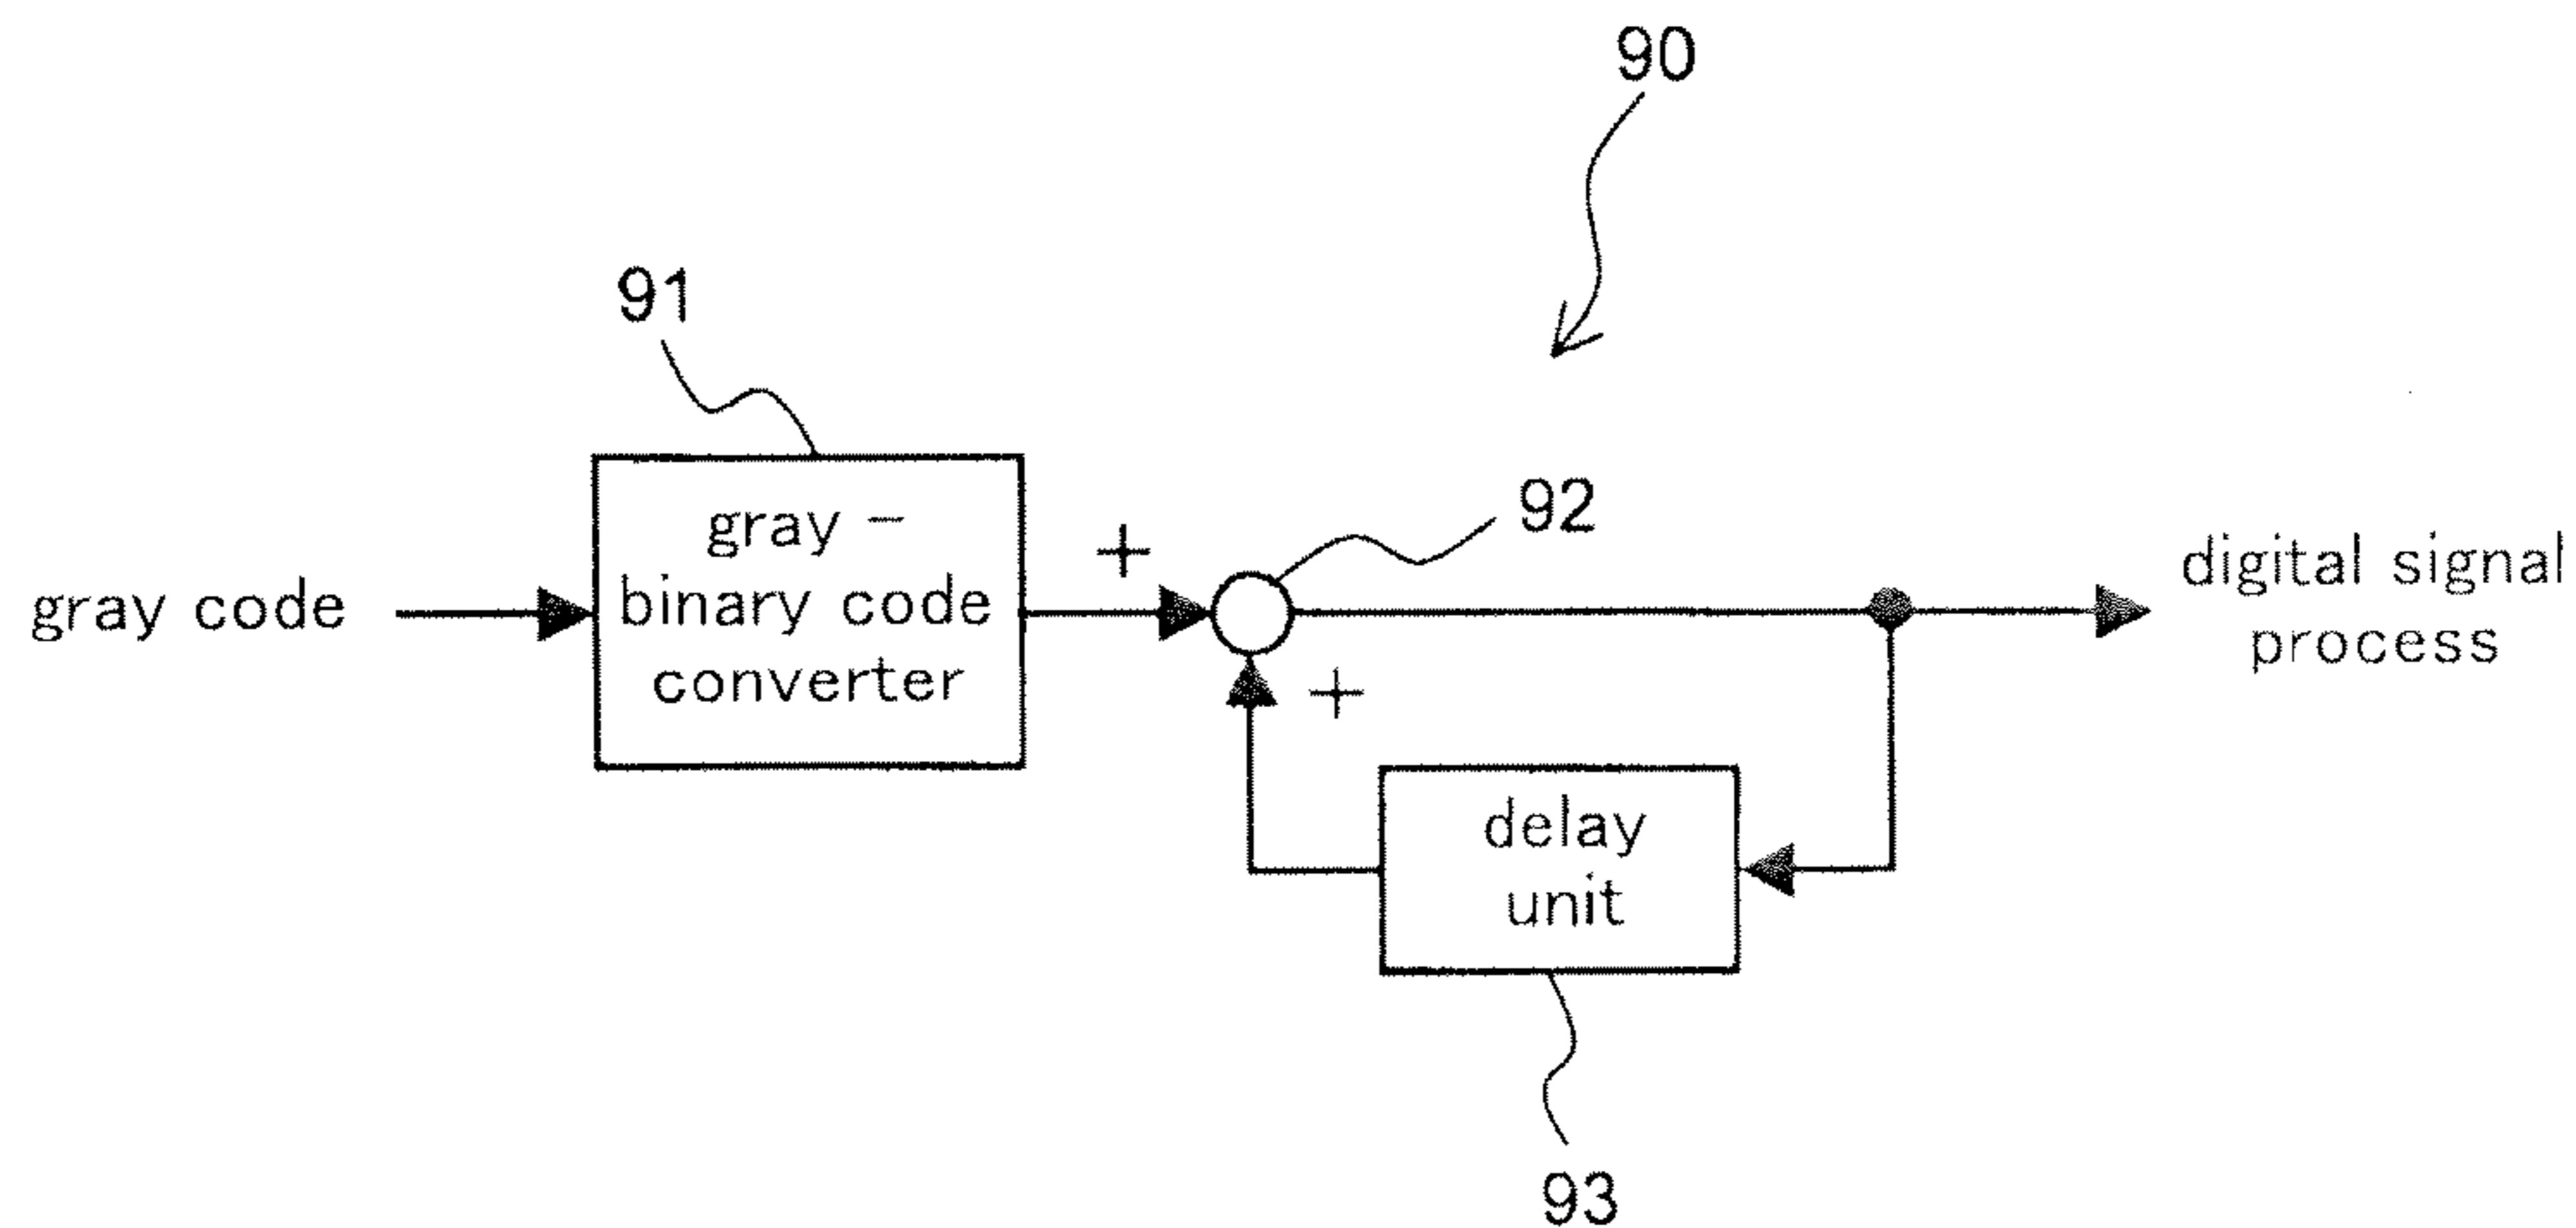 90
91
gray –
binary code
converter
gray code
+
92
+
digital signal
process
delay
unit
93